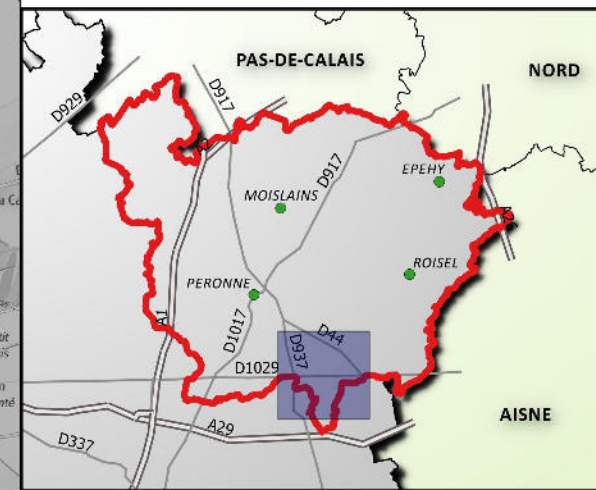 PAS-DE-CALAIS
NORD
D929
D917
A2
D917
EPEHY
MOISLAINS
ROISEL
PERONNE
A1
D1017
D44
D937
D1029
AISNE
A29
D337